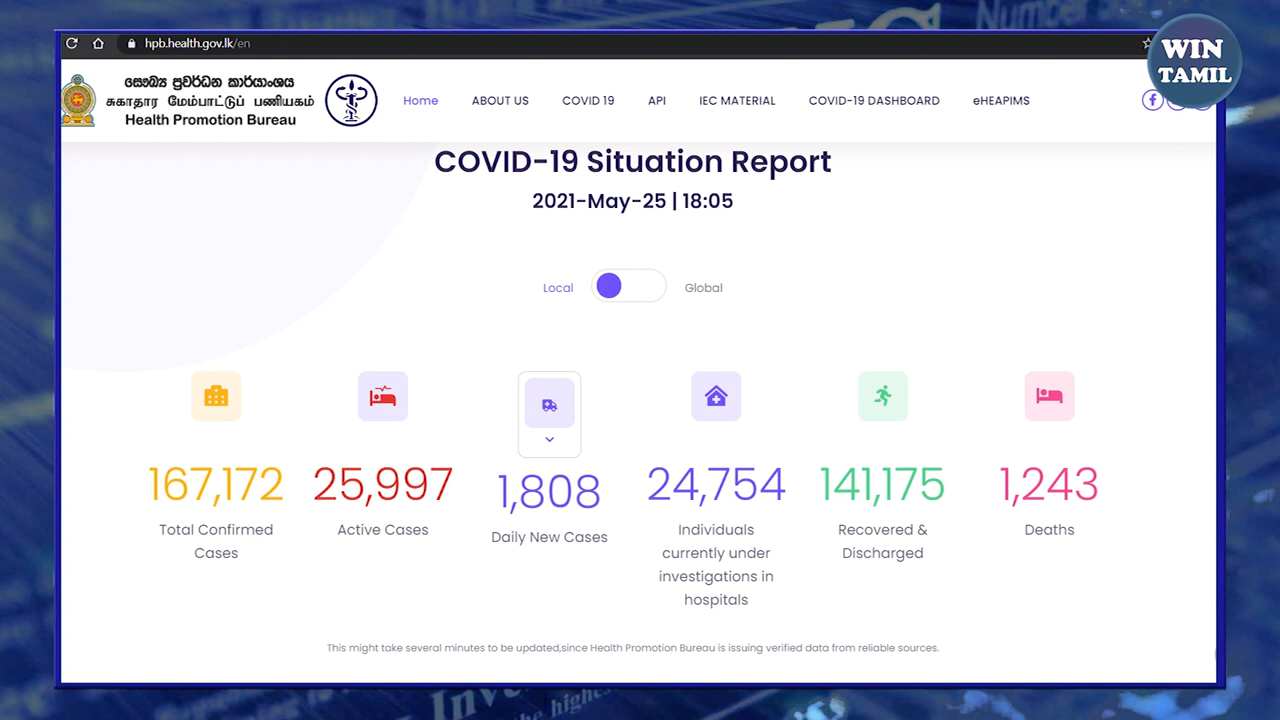 Number
WIN
TAMIL
hpb.health.gov.lk/en
සෞඛ්‍ය ප්‍රවර්ධන කාර්යාංශය
சுகாதார மேம்பாட்டுப் பணியகம்
Health Promotion Bureau
Home
ABOUT US
COVID 19
API
IEC MATERIAL
COVID-19 DASHBOARD
eHEAPIMS
COVID-19 Situation Report
2021-May-25 | 18:05
Local
Global
167,172
Total Confirmed
Cases
25,997
Active Cases
1,808
Daily New Cases
24,754
Individuals
currently under
investigations in
hospitals
141,175
Recovered &
Discharged
1,243
Deaths
This might take several minutes to be updated,since Health Promotion Bureau is issuing verified data from reliable sources.
the highes